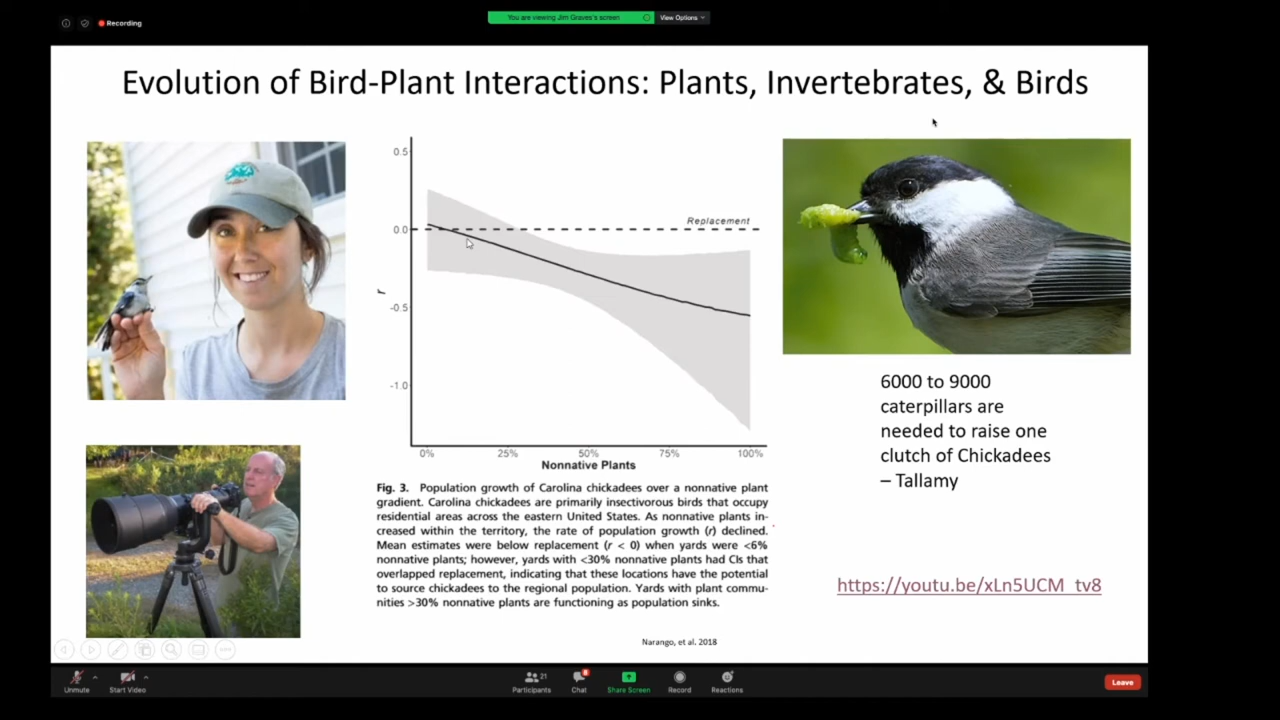 Recording
You are viewing Jim Graves's screen
View Options
Evolution of Bird-Plant Interactions: Plants, Invertebrates, & Birds
0.5
0.0
-0.5
-1.0
r
Replacement
0%
25%
50%
75%
100%
Nonnative Plants
Fig. 3. Population growth of Carolina chickadees over a nonnative plant
gradient. Carolina chickadees are primarily insectivorous birds that occupy
residential areas across the eastern United States. As nonnative plants in-
creased within the territory, the rate of population growth (r) declined.
Mean estimates were below replacement (r < 0) when yards were <6%
nonnative plants; however, yards with <30% nonnative plants had CIs that
overlapped replacement, indicating that these locations have the potential
to source chickadees to the regional population. Yards with plant commu-
nities >30% nonnative plants are functioning as population sinks.
Narango, et al. 2018
6000 to 9000
caterpillars are
needed to raise one
clutch of Chickadees
– Tallamy
https://youtu.be/xLn5UCM_tv8
Unmute
Start Video
21
Participants
8
Chat
Share Screen
Record
Reactions
Leave